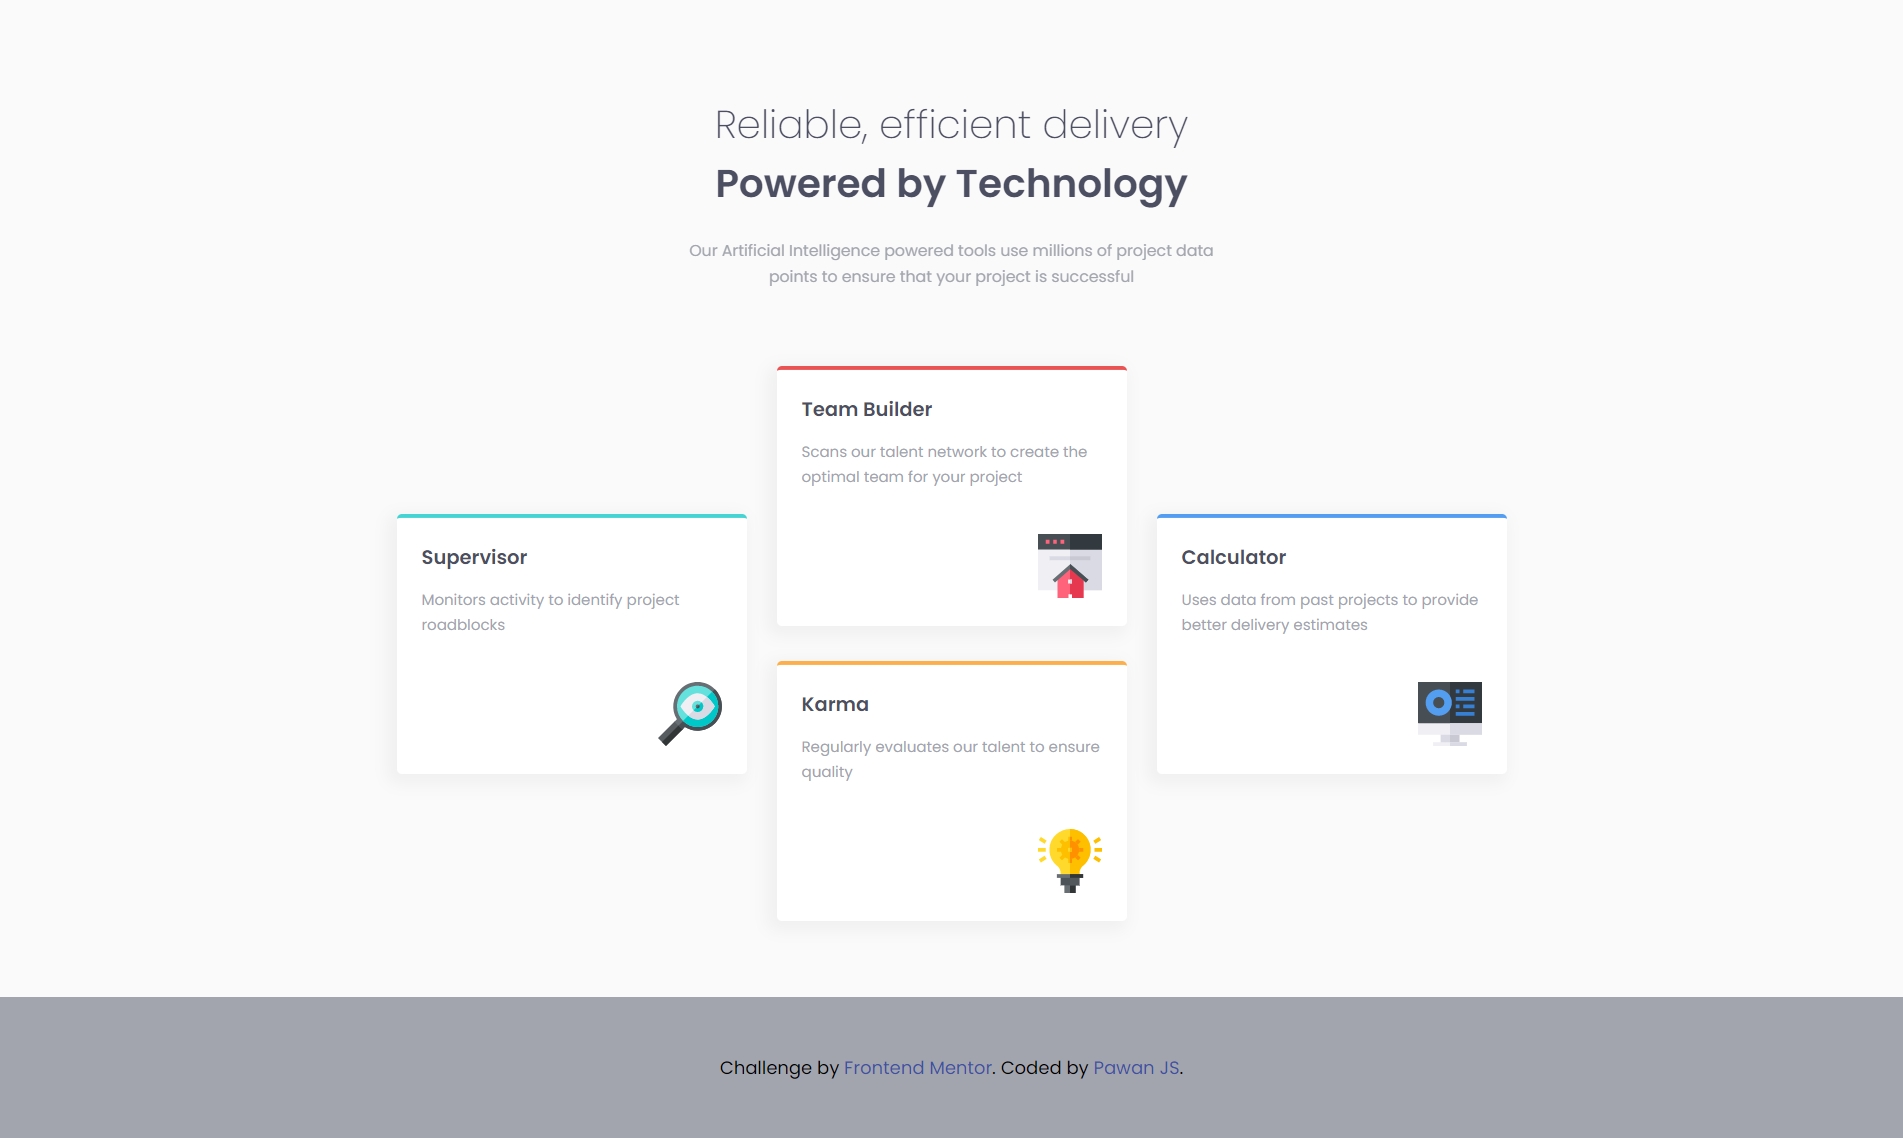 Reliable, efficient delivery
Powered by Technology
Our Artificial Intelligence powered tools use millions of project data
points to ensure that your project is successful
Supervisor
Monitors activity to identify project
roadblocks
Team Builder
Scans our talent network to create the
optimal team for your project
Karma
Regularly evaluates our talent to ensure
quality
Calculator
Uses data from past projects to provide
better delivery estimates
Challenge by Frontend Mentor. Coded by Pawan JS.